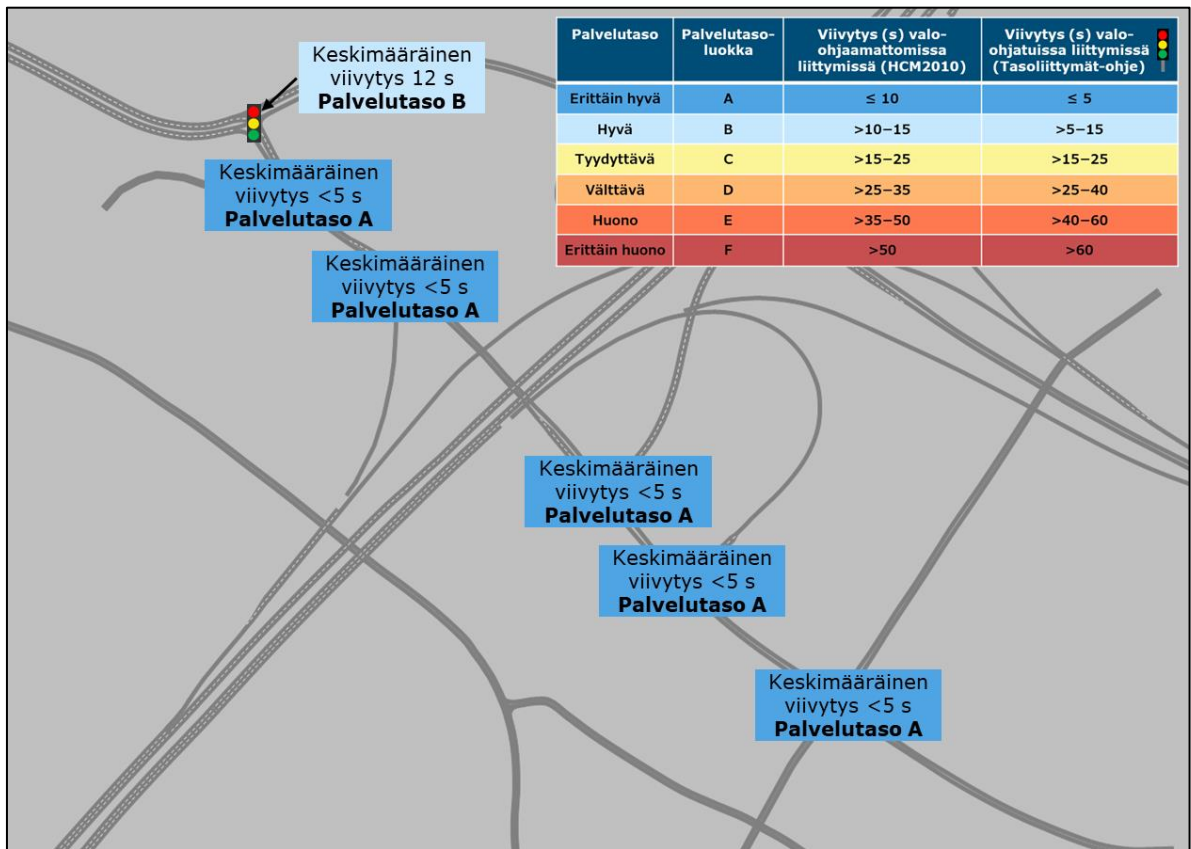 Keskimääräinen
viivytys 12 s
Palvelutaso B
Palvelutaso
Palvelutaso-
luokka
Viivytys (s) valo-
ohjaamattomissa
liittymissä (HCM2010)
Viivytys (s) valo-
ohjatuissa liittymissä
(Tasoliittymät-ohje)
Erittäin hyvä A ≤ 10 ≤ 5
Hyvä B >10–15 >5–15
Tyydyttävä C >15–25 >15–25
Välttävä D >25–35 >25–40
Huono E >35–50 >40–60
Erittäin huono F >50 >60
Keskimääräinen
viivytys <5 s
Palvelutaso A
Keskimääräinen
viivytys <5 s
Palvelutaso A
Keskimääräinen
viivytys <5 s
Palvelutaso A
Keskimääräinen
viivytys <5 s
Palvelutaso A
Keskimääräinen
viivytys <5 s
Palvelutaso A